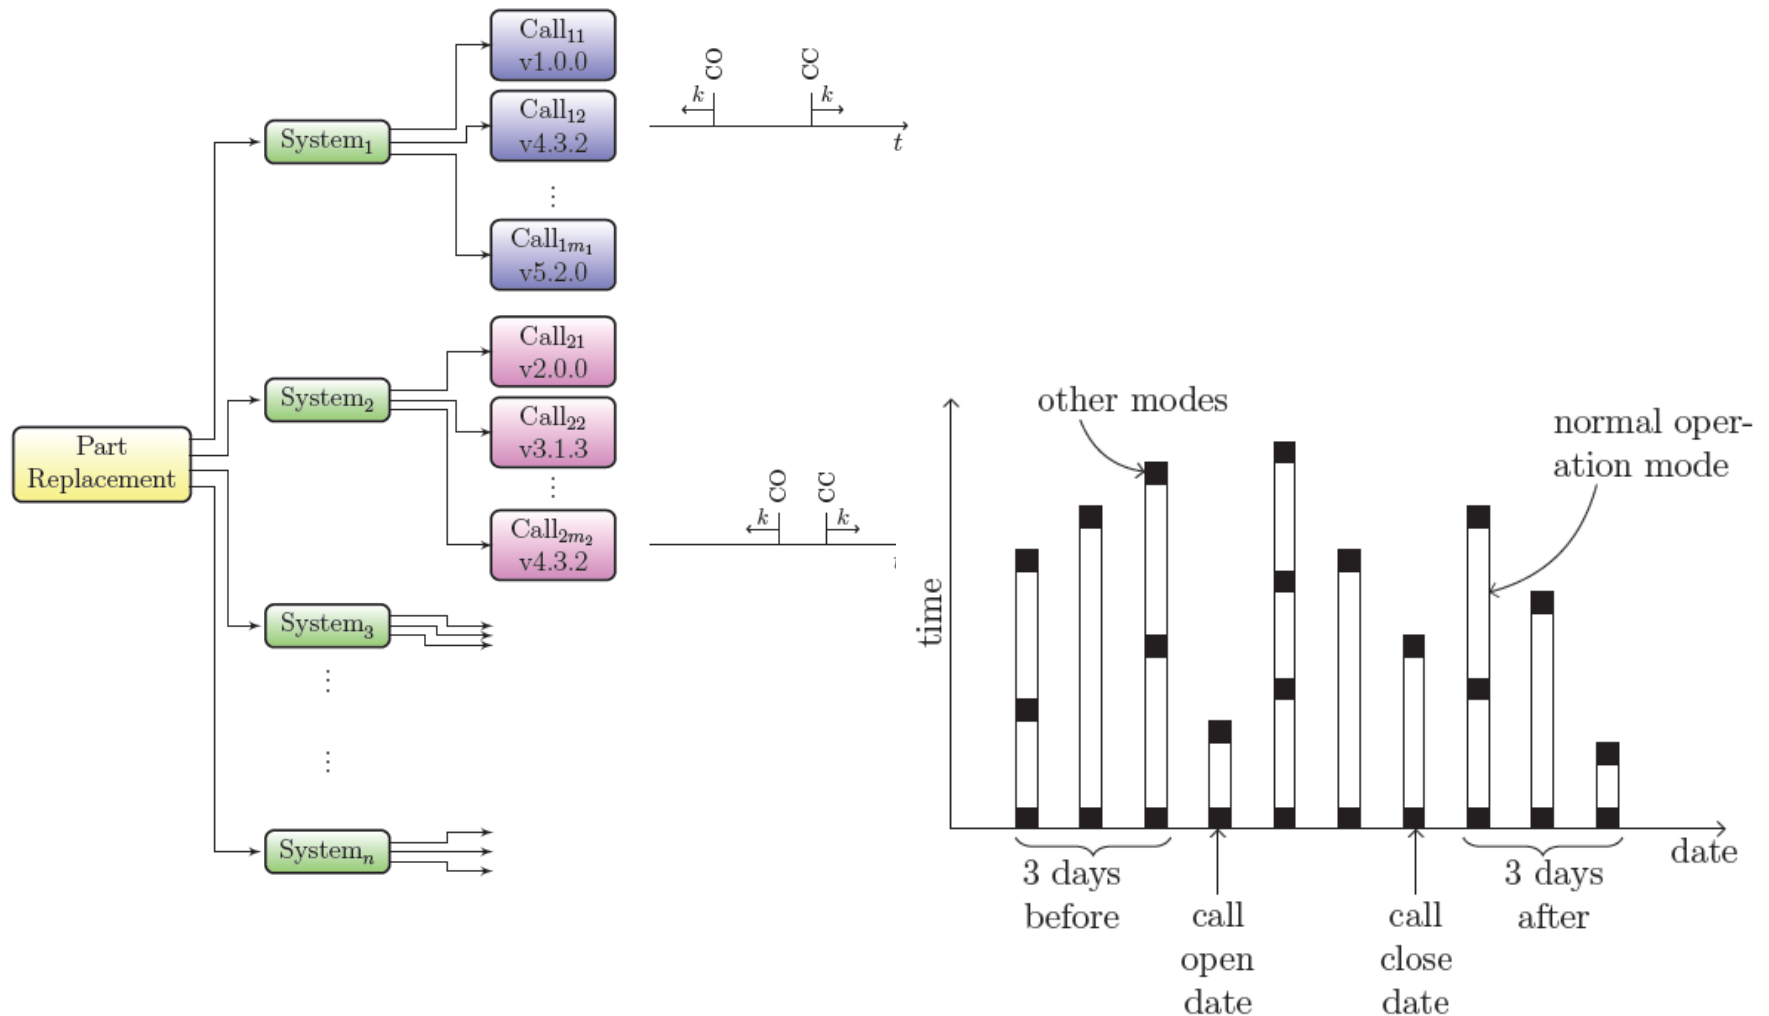 Call₁₁
v1.0.0
Call₁₂
v4.3.2
⋮
Call₁ₘ₁
v5.2.0
System₁
CO
CC
k
k
t
Call₂₁
v2.0.0
Call₂₂
v3.1.3
⋮
Call₂ₘ₂
v4.3.2
System₂
CO
CC
k
k
Part
Replacement
System₃
⋮
⋮
Systemₙ
other modes
normal oper-
ation mode
time
date
3 days
before
call
open
date
call
close
date
3 days
after